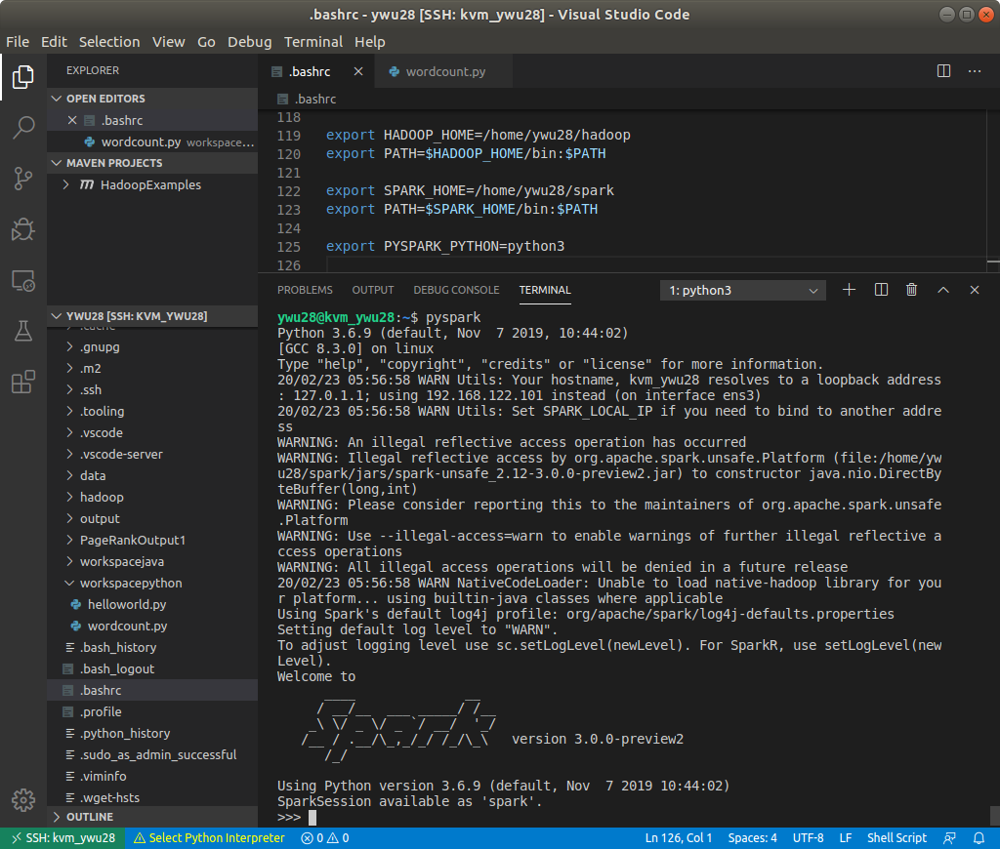 .bashrc - ywu28 [SSH: kvm_ywu28] - Visual Studio Code
File Edit Selection View Go Debug Terminal Help
EXPLORER
OPEN EDITORS
.bashrc
wordcount.py workspace...
MAVEN PROJECTS
m HadoopExamples
YWU28 [SSH: KVM_YWU28]
.cache
.gnupg
.m2
.ssh
.tooling
.vscode
.vscode-server
data
hadoop
output
PageRankOutput1
workspacejava
workspacepython
helloworld.py
wordcount.py
.bash_history
.bash_logout
.bashrc
.profile
.python_history
.sudo_as_admin_successful
.viminfo
.wget-hsts
OUTLINE
.bashrc wordcount.py
.bashrc
118
119 export HADOOP_HOME=/home/ywu28/hadoop
120 export PATH=$HADOOP_HOME/bin:$PATH
121
122 export SPARK_HOME=/home/ywu28/spark
123 export PATH=$SPARK_HOME/bin:$PATH
124
125 export PYSPARK_PYTHON=python3
126
PROBLEMS OUTPUT DEBUG CONSOLE TERMINAL 1: python3
ywu28@kvm_ywu28:~$ pyspark
Python 3.6.9 (default, Nov  7 2019, 10:44:02)
[GCC 8.3.0] on linux
Type "help", "copyright", "credits" or "license" for more information.
20/02/23 05:56:58 WARN Utils: Your hostname, kvm_ywu28 resolves to a loopback address
: 127.0.1.1; using 192.168.122.101 instead (on interface ens3)
20/02/23 05:56:58 WARN Utils: Set SPARK_LOCAL_IP if you need to bind to another addre
ss
WARNING: An illegal reflective access operation has occurred
WARNING: Illegal reflective access by org.apache.spark.unsafe.Platform (file:/home/yw
u28/spark/jars/spark-unsafe_2.12-3.0.0-preview2.jar) to constructor java.nio.DirectBy
teBuffer(long,int)
WARNING: Please consider reporting this to the maintainers of org.apache.spark.unsafe
.Platform
WARNING: Use --illegal-access=warn to enable warnings of further illegal reflective a
ccess operations
WARNING: All illegal access operations will be denied in a future release
20/02/23 05:56:58 WARN NativeCodeLoader: Unable to load native-hadoop library for you
r platform... using builtin-java classes where applicable
Using Spark's default log4j profile: org/apache/spark/log4j-defaults.properties
Setting default log level to "WARN".
To adjust logging level use sc.setLogLevel(newLevel). For SparkR, use setLogLevel(new
Level).
Welcome to
      ____              __
     / __/__  ___ _____/ /__
    _\ \/ _ \/ _ `/ __/  '_/
   /__ / .__/\_,_/_/ /_/\_\   version 3.0.0-preview2
      /_/
Using Python version 3.6.9 (default, Nov  7 2019 10:44:02)
SparkSession available as 'spark'.
>>>
SSH: kvm_ywu28 Select Python Interpreter 0 0 Ln 126, Col 1 Spaces: 4 UTF-8 LF Shell Script